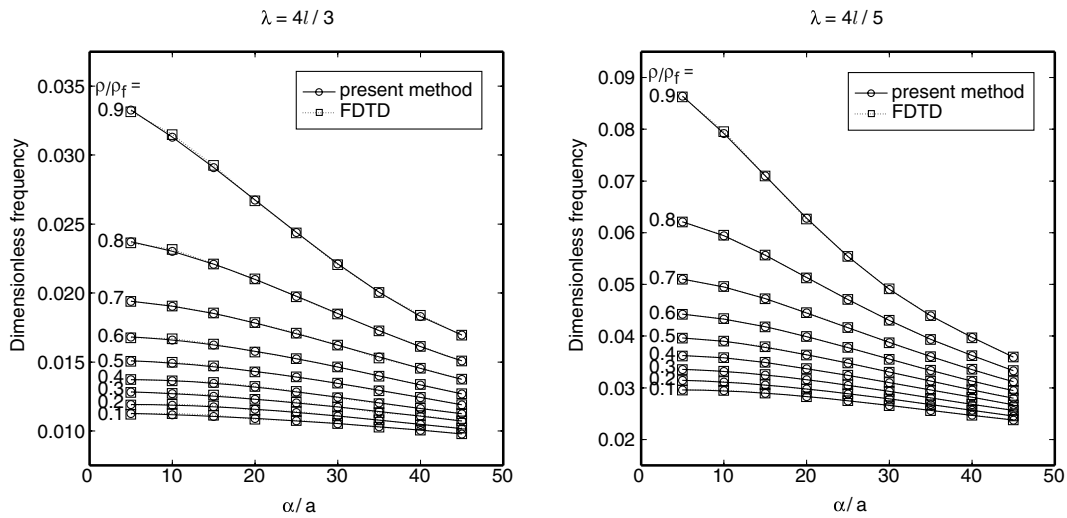 λ = 4l / 3
0.035
0.030
0.025
0.020
0.015
0.010
Dimensionless frequency
ρ/ρf =
0.9
0.8
0.7
0.6
0.5
0.4
0.3
0.2
0.1
present method
FDTD
0 10 20 30 40 50
α/ a
λ = 4l / 5
0.09
0.08
0.07
0.06
0.05
0.04
0.03
0.02
Dimensionless frequency
ρ/ρf =
0.9
0.8
0.7
0.6
0.5
0.4
0.3
0.2
0.1
present method
FDTD
0 10 20 30 40 50
α/ a